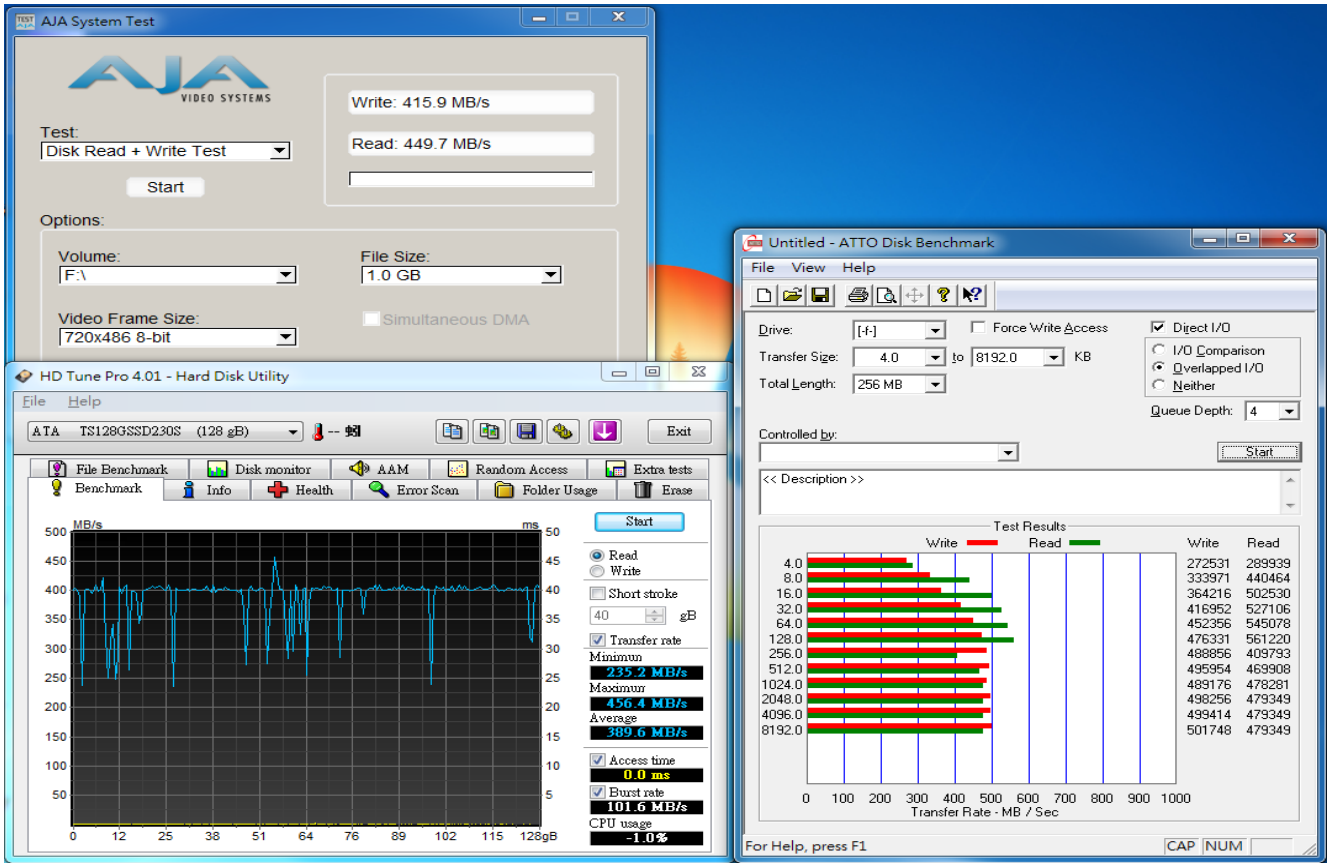 TEST
AJA
AJA System Test
AJA
VIDEO SYSTEMS
Write: 415.9 MB/s
Read: 449.7 MB/s
Test:
Disk Read + Write Test
Start
Options:
Volume:
F:\
File Size:
1.0 GB
Video Frame Size:
720x486 8-bit
Simultaneous DMA
HD Tune Pro 4.01 - Hard Disk Utility
File Help
ATA TS128GSSD230S (128 gB)
--
Exit
File Benchmark Disk monitor AAM Random Access Extra tests
Benchmark Info Health Error Scan Folder Usage Erase
MB/s ms
500 50
450 45
400 40
350 35
300 30
250 25
200 20
150 15
100 10
50 5
0 12 25 38 51 64 76 89 102 115 128gB
Start
Read
Write
Short stroke
40 gB
Transfer rate
Minimum
235.2 MB/s
Maximum
456.4 MB/s
Average
389.6 MB/s
Access time
0.0 ms
Burst rate
101.6 MB/s
CPU usage
-1.0%
Untitled - ATTO Disk Benchmark
File View Help
Drive: [-f-] Force Write Access Direct I/O
Transfer Size: 4.0 to 8192.0 KB
I/O Comparison
Overlapped I/O
Neither
Total Length: 256 MB
Queue Depth: 4
Controlled by:
Start
<< Description >>
Test Results
Write Read Write Read
4.0 272531 289939
8.0 333971 440464
16.0 364216 502530
32.0 416952 527106
64.0 452356 545078
128.0 476331 561220
256.0 488856 409793
512.0 495954 469908
1024.0 489176 478281
2048.0 498256 479349
4096.0 499414 479349
8192.0 501748 479349
0 100 200 300 400 500 600 700 800 900 1000
Transfer Rate - MB / Sec
For Help, press F1 CAP NUM